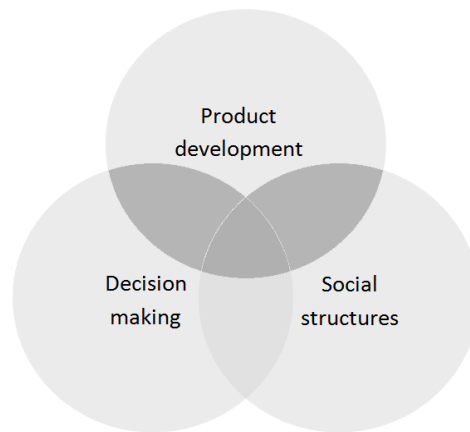 Product
development
Decision
making
Social
structures